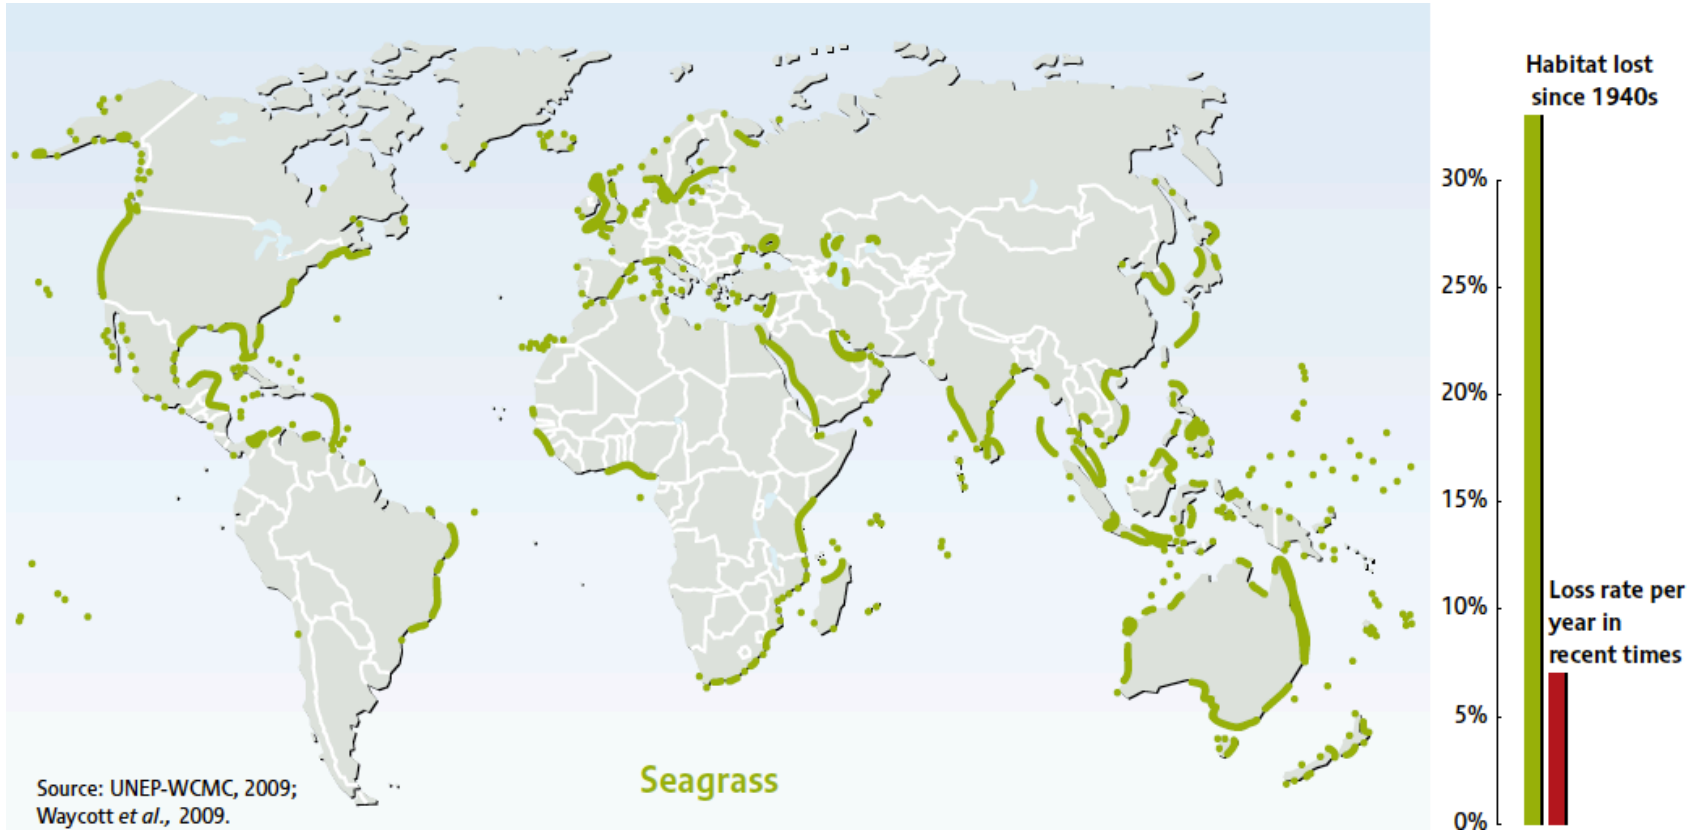 Habitat lost
since 1940s
30%
25%
20%
15%
10%
Loss rate per
year in
recent times
5%
0%
Seagrass
Source: UNEP-WCMC, 2009;
Waycott et al., 2009.